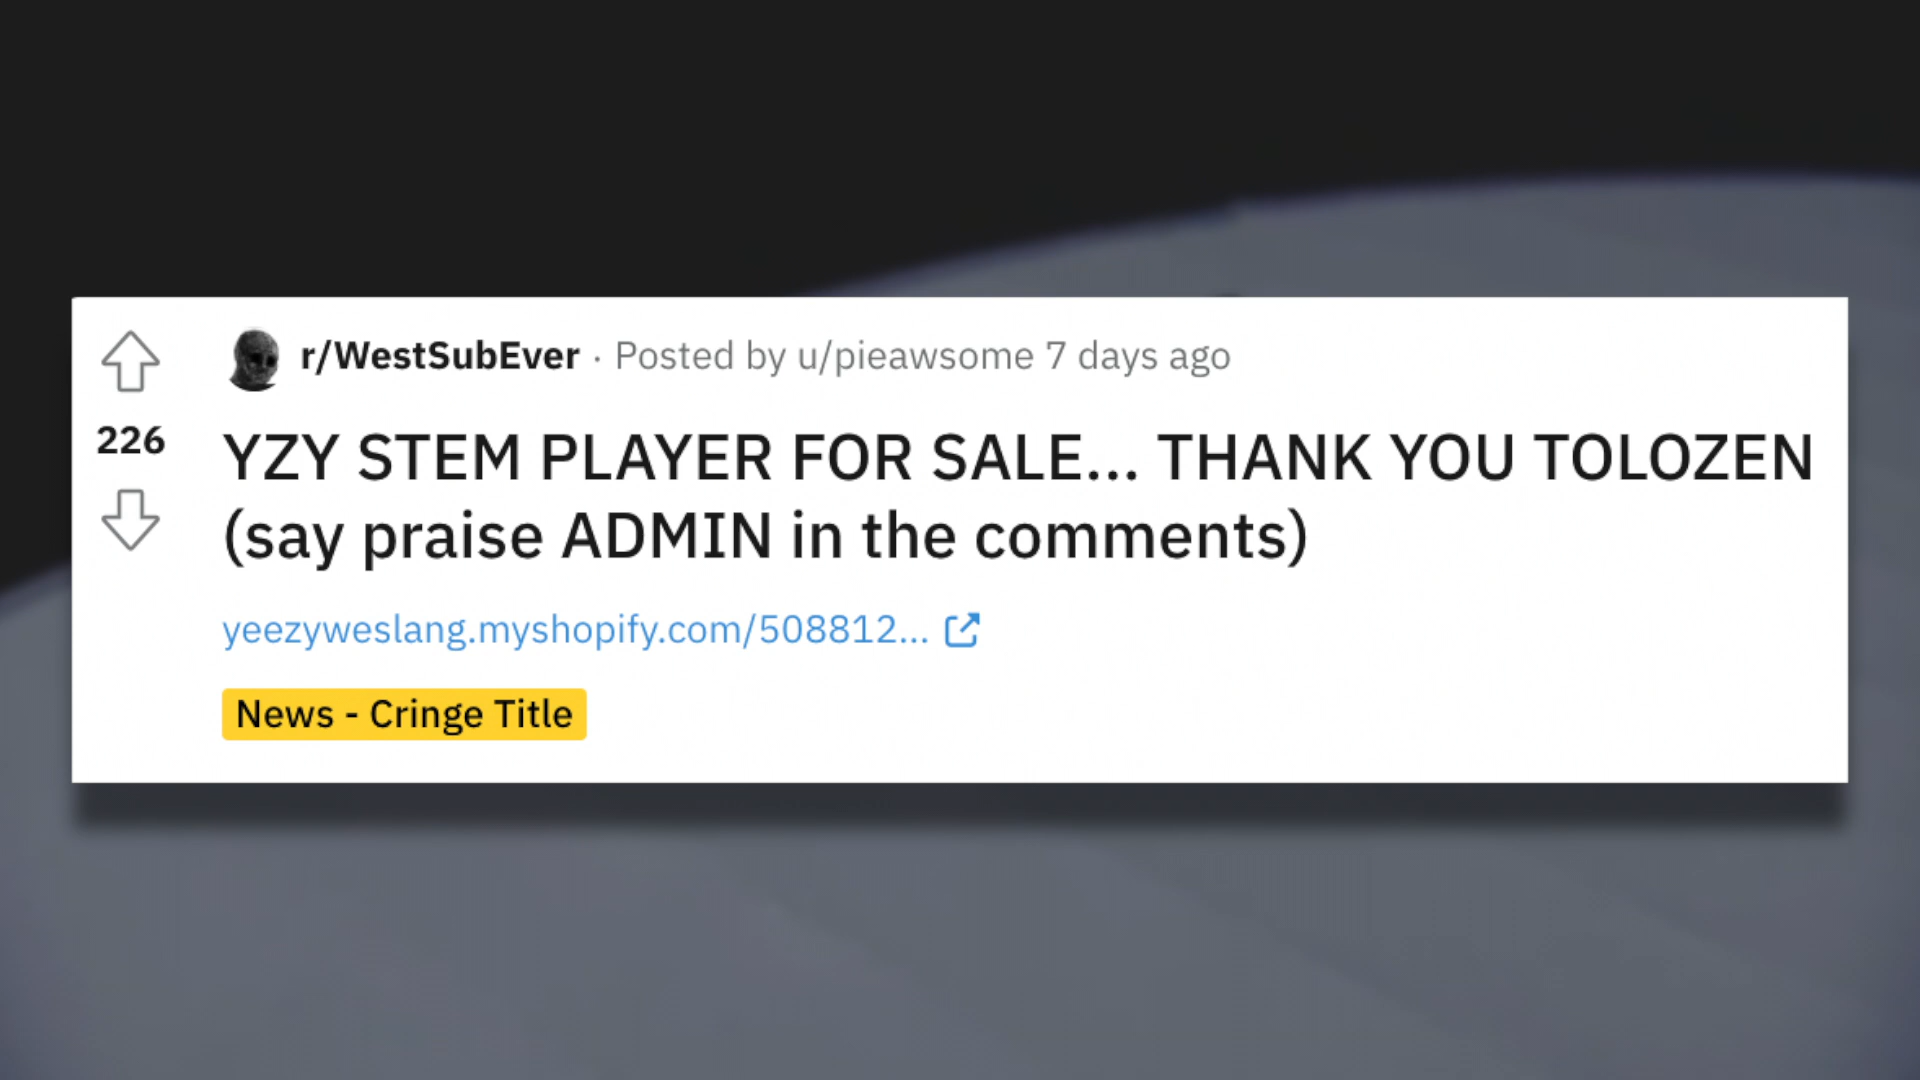 r/WestSubEver · Posted by u/pieawsome 7 days ago
226
YZY STEM PLAYER FOR SALE... THANK YOU TOLOZEN
(say praise ADMIN in the comments)
yeezyweslang.myshopify.com/508812...
News - Cringe Title